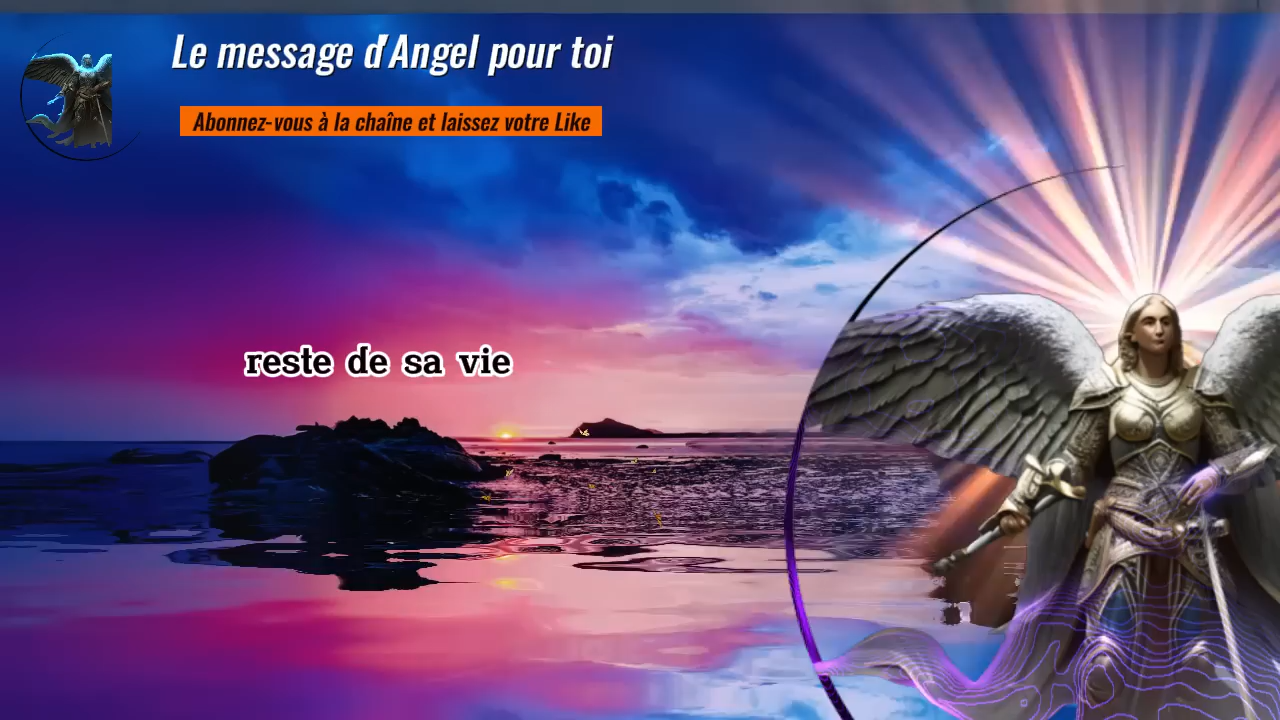 Le message d'Angel pour toi
Abonnez-vous à la chaîne et laissez votre Like
reste de sa vie